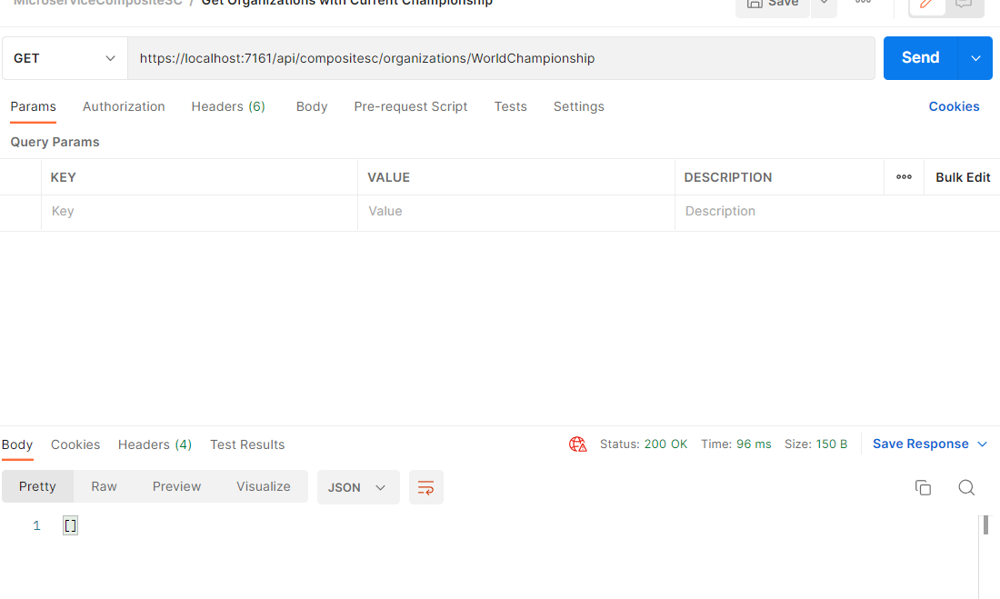 MicroserviceCompositeSC / Get Organizations with Current Championship Save
GET https://localhost:7161/api/compositesc/organizations/WorldChampionship Send
Params Authorization Headers (6) Body Pre-request Script Tests Settings Cookies
Query Params
KEY VALUE DESCRIPTION ooo Bulk Edit
Key Value Description
Body Cookies Headers (4) Test Results Status: 200 OK Time: 96 ms Size: 150 B Save Response
Pretty Raw Preview Visualize JSON
1 []